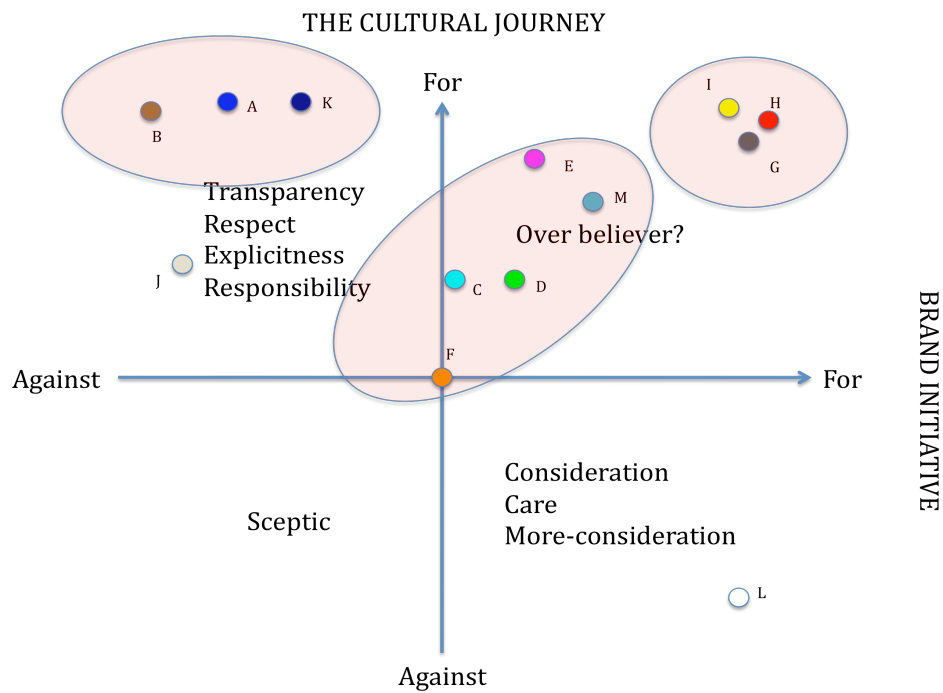 THE CULTURAL JOURNEY
For
I
H
A
K
B
G
E
M
Transparency
Respect
Explicitness
Responsibility
Over believer?
J
C
D
F
Against
For
BRAND INITIATIVE
Consideration
Care
More-consideration
Sceptic
L
Against